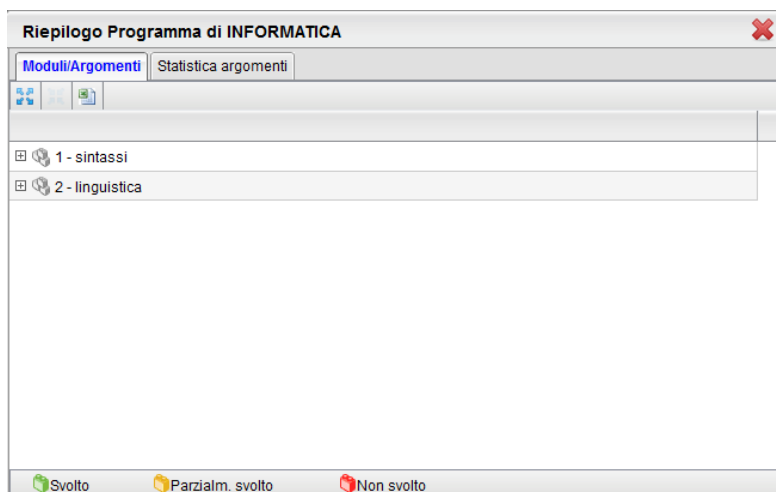 Riepilogo Programma di INFORMATICA
Moduli/Argomenti Statistica argomenti
1 - sintassi
2 - linguistica
Svolto Parzialm. svolto Non svolto